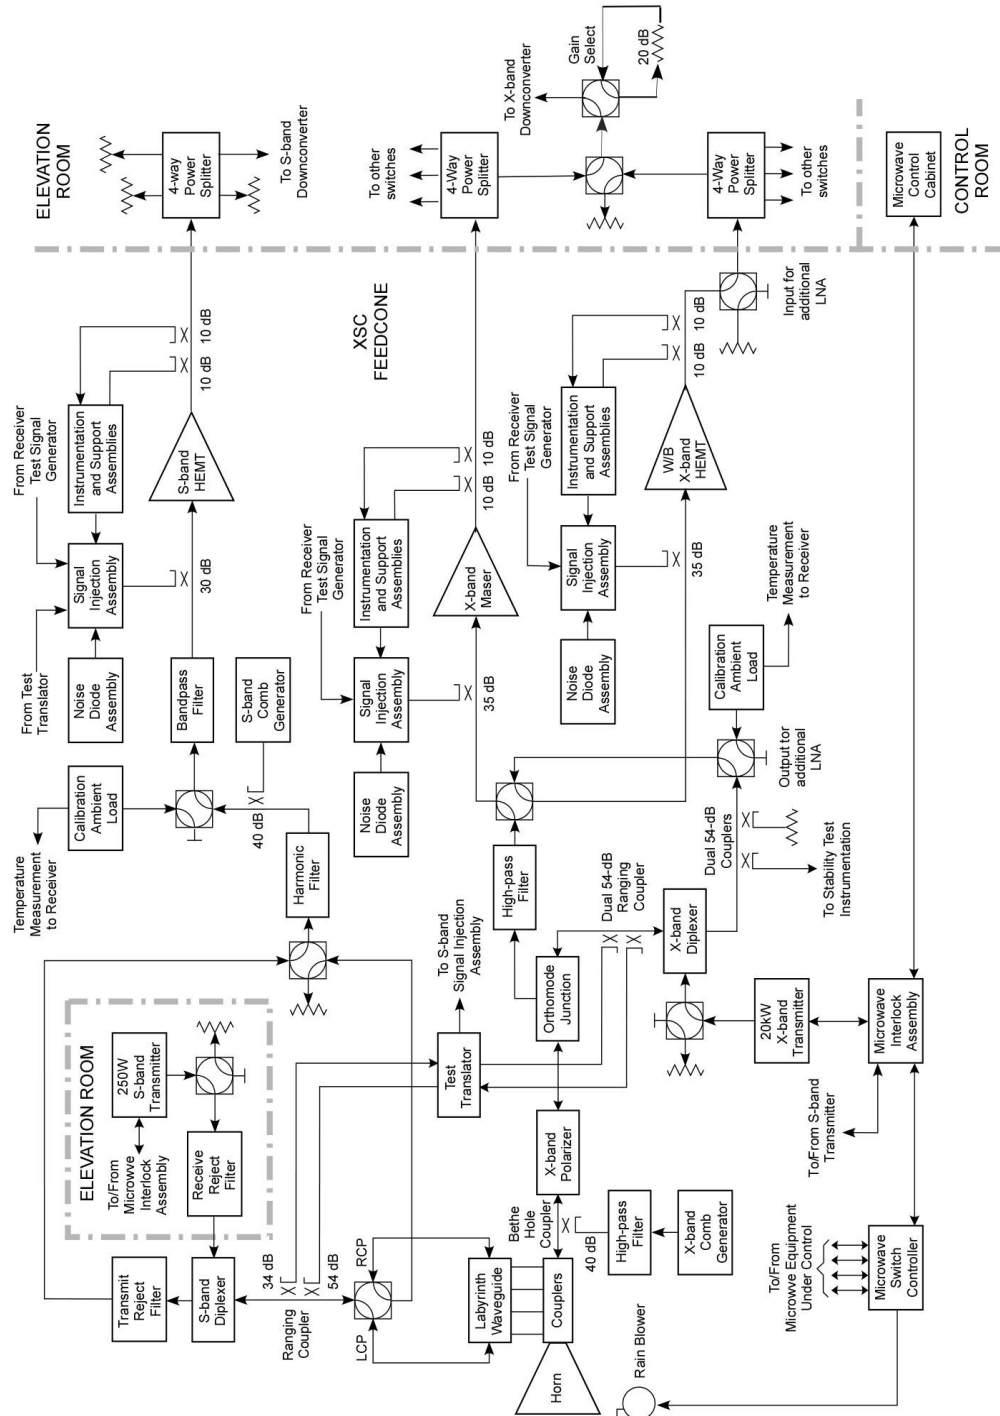 ELEVATION
ROOM
4-way
Power
Splitter
To S-band
Downconverter
From Receiver
Test Signal
Generator
Instrumentation
and Support
Assemblies
From Test
Translator
Signal
Injection
Assembly
Noise
Diode
Assembly
S-band
HEMT
10 dB
10 dB
30 dB
Bandpass
Filter
Temperature
Measurement
to Receiver
Calibration
Ambient
Load
S-band
Comb
Generator
40 dB
Harmonic
Filter
ELEVATION ROOM
250W
S-band
Transmitter
To/From
Microwve
Interlock
Assembly
Receive
Reject
Filter
Transmit
Reject
Filter
S-band
Diplexer
34 dB
54 dB
Ranging
Coupler
LCP
RCP
Labyrinth
Waveguide
Couplers
Horn
Rain Blower
Bethe
Hole
Coupler
40 dB
High-pass
Filter
X-band
Comb
Generator
X-band
Polarizer
Test
Translator
To S-band
Signal Injection
Assembly
Orthomode
Junction
High-pass
Filter
Dual 54-dB
Ranging
Coupler
X-band
Diplexer
20kW
X-band
Transmitter
Dual 54-dB
Couplers
To Stability Test
Instrumentation
Output tor
additional
LNA
Calibration
Ambient
Load
Temperature
Measurement
to Receiver
XSC
FEEDCONE
From Receiver
Test Signal
Generator
Instrumentation
and Support
Assemblies
Signal
Injection
Assembly
Noise
Diode
Assembly
X-band
Maser
10 dB
10 dB
35 dB
From Receiver
Test Signal
Generator
Instrumentation
and Support
Assemblies
Signal
Injection
Assembly
Noise
Diode
Assembly
W/B
X-band
HEMT
10 dB
10 dB
35 dB
Input for
additional
LNA
To other
switches
4-Way
Power
Splitter
To X-band
Downconverter
Gain
Select
20 dB
4-Way
Power
Splitter
To other
switches
To/From
Microwve Equipment
Under Control
Microwave
Switch
Controller
To/From S-band
Transmitter
Microwave
Interlock
Assembly
Microwave
Control
Cabinet
CONTROL
ROOM